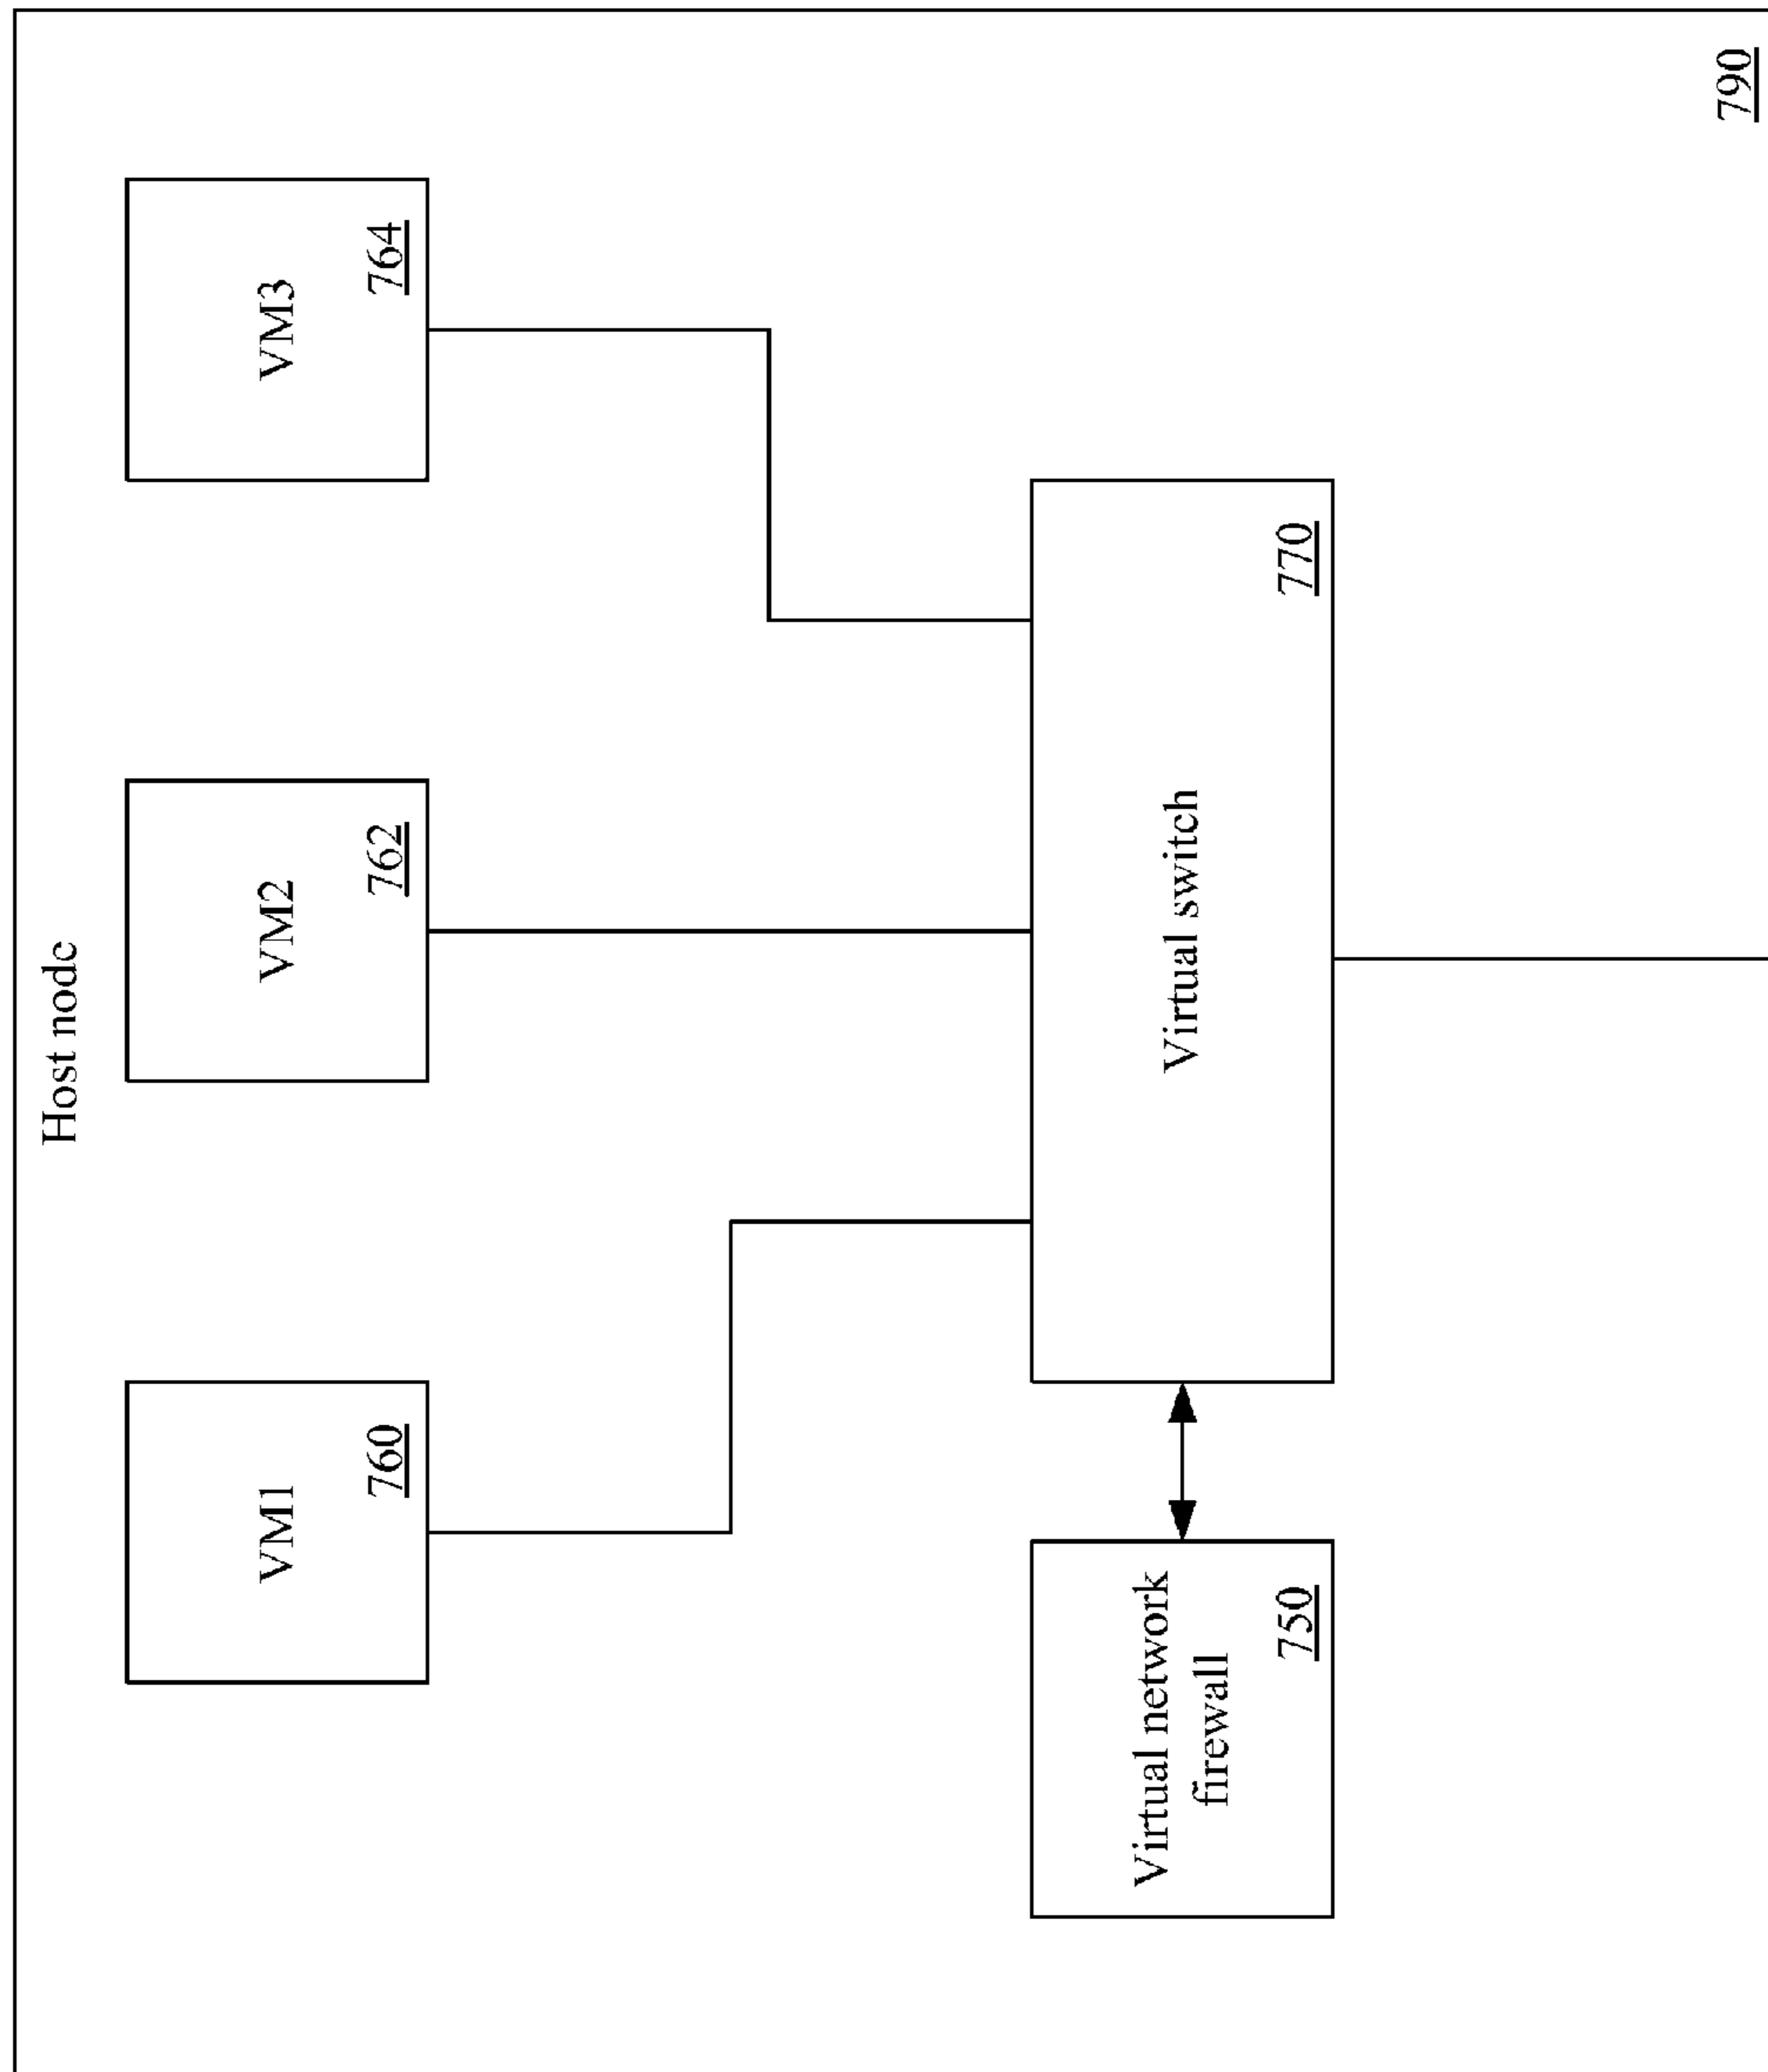 Host node
VM1
760
VM2
762
VM3
764
Virtual network
firewall
750
Virtual switch
770
790